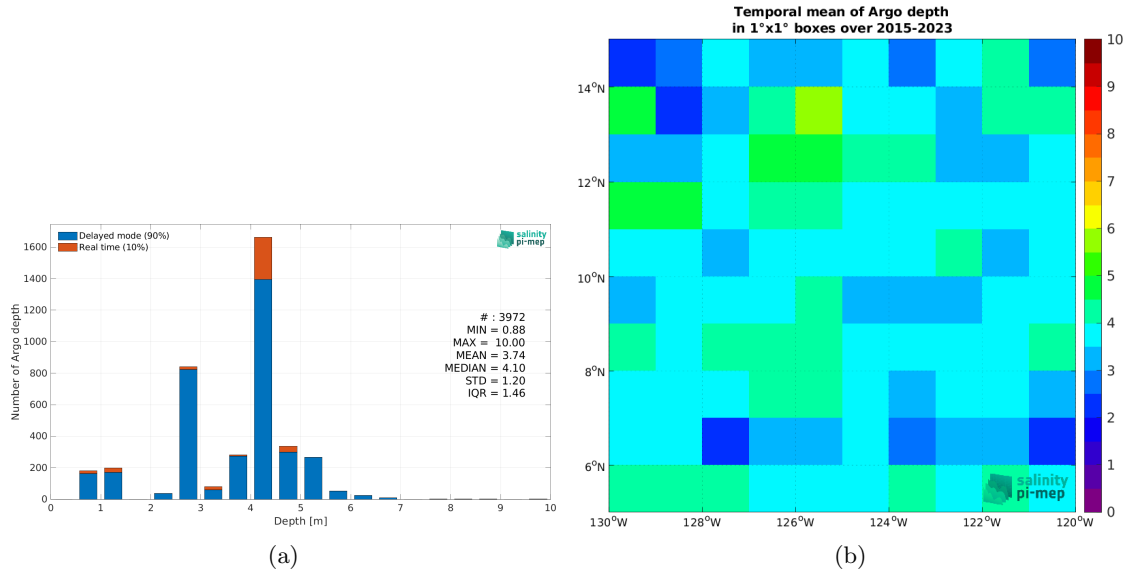 Delayed mode (90%)
Real time (10%)
salinity
pi-mep
Number of Argo depth
1600
1400
1200
1000
800
600
400
200
0
# : 3972
MIN = 0.88
MAX = 10.00
MEAN = 3.74
MEDIAN = 4.10
STD = 1.20
IQR = 1.46
0 1 2 3 4 5 6 7 8 9 10
Depth [m]
(a)
Temporal mean of Argo depth
in 1°x1° boxes over 2015-2023
14°N
12°N
10°N
8°N
6°N
130°W 128°W 126°W 124°W 122°W 120°W
salinity
pi-mep
10
9
8
7
6
5
4
3
2
1
0
(b)